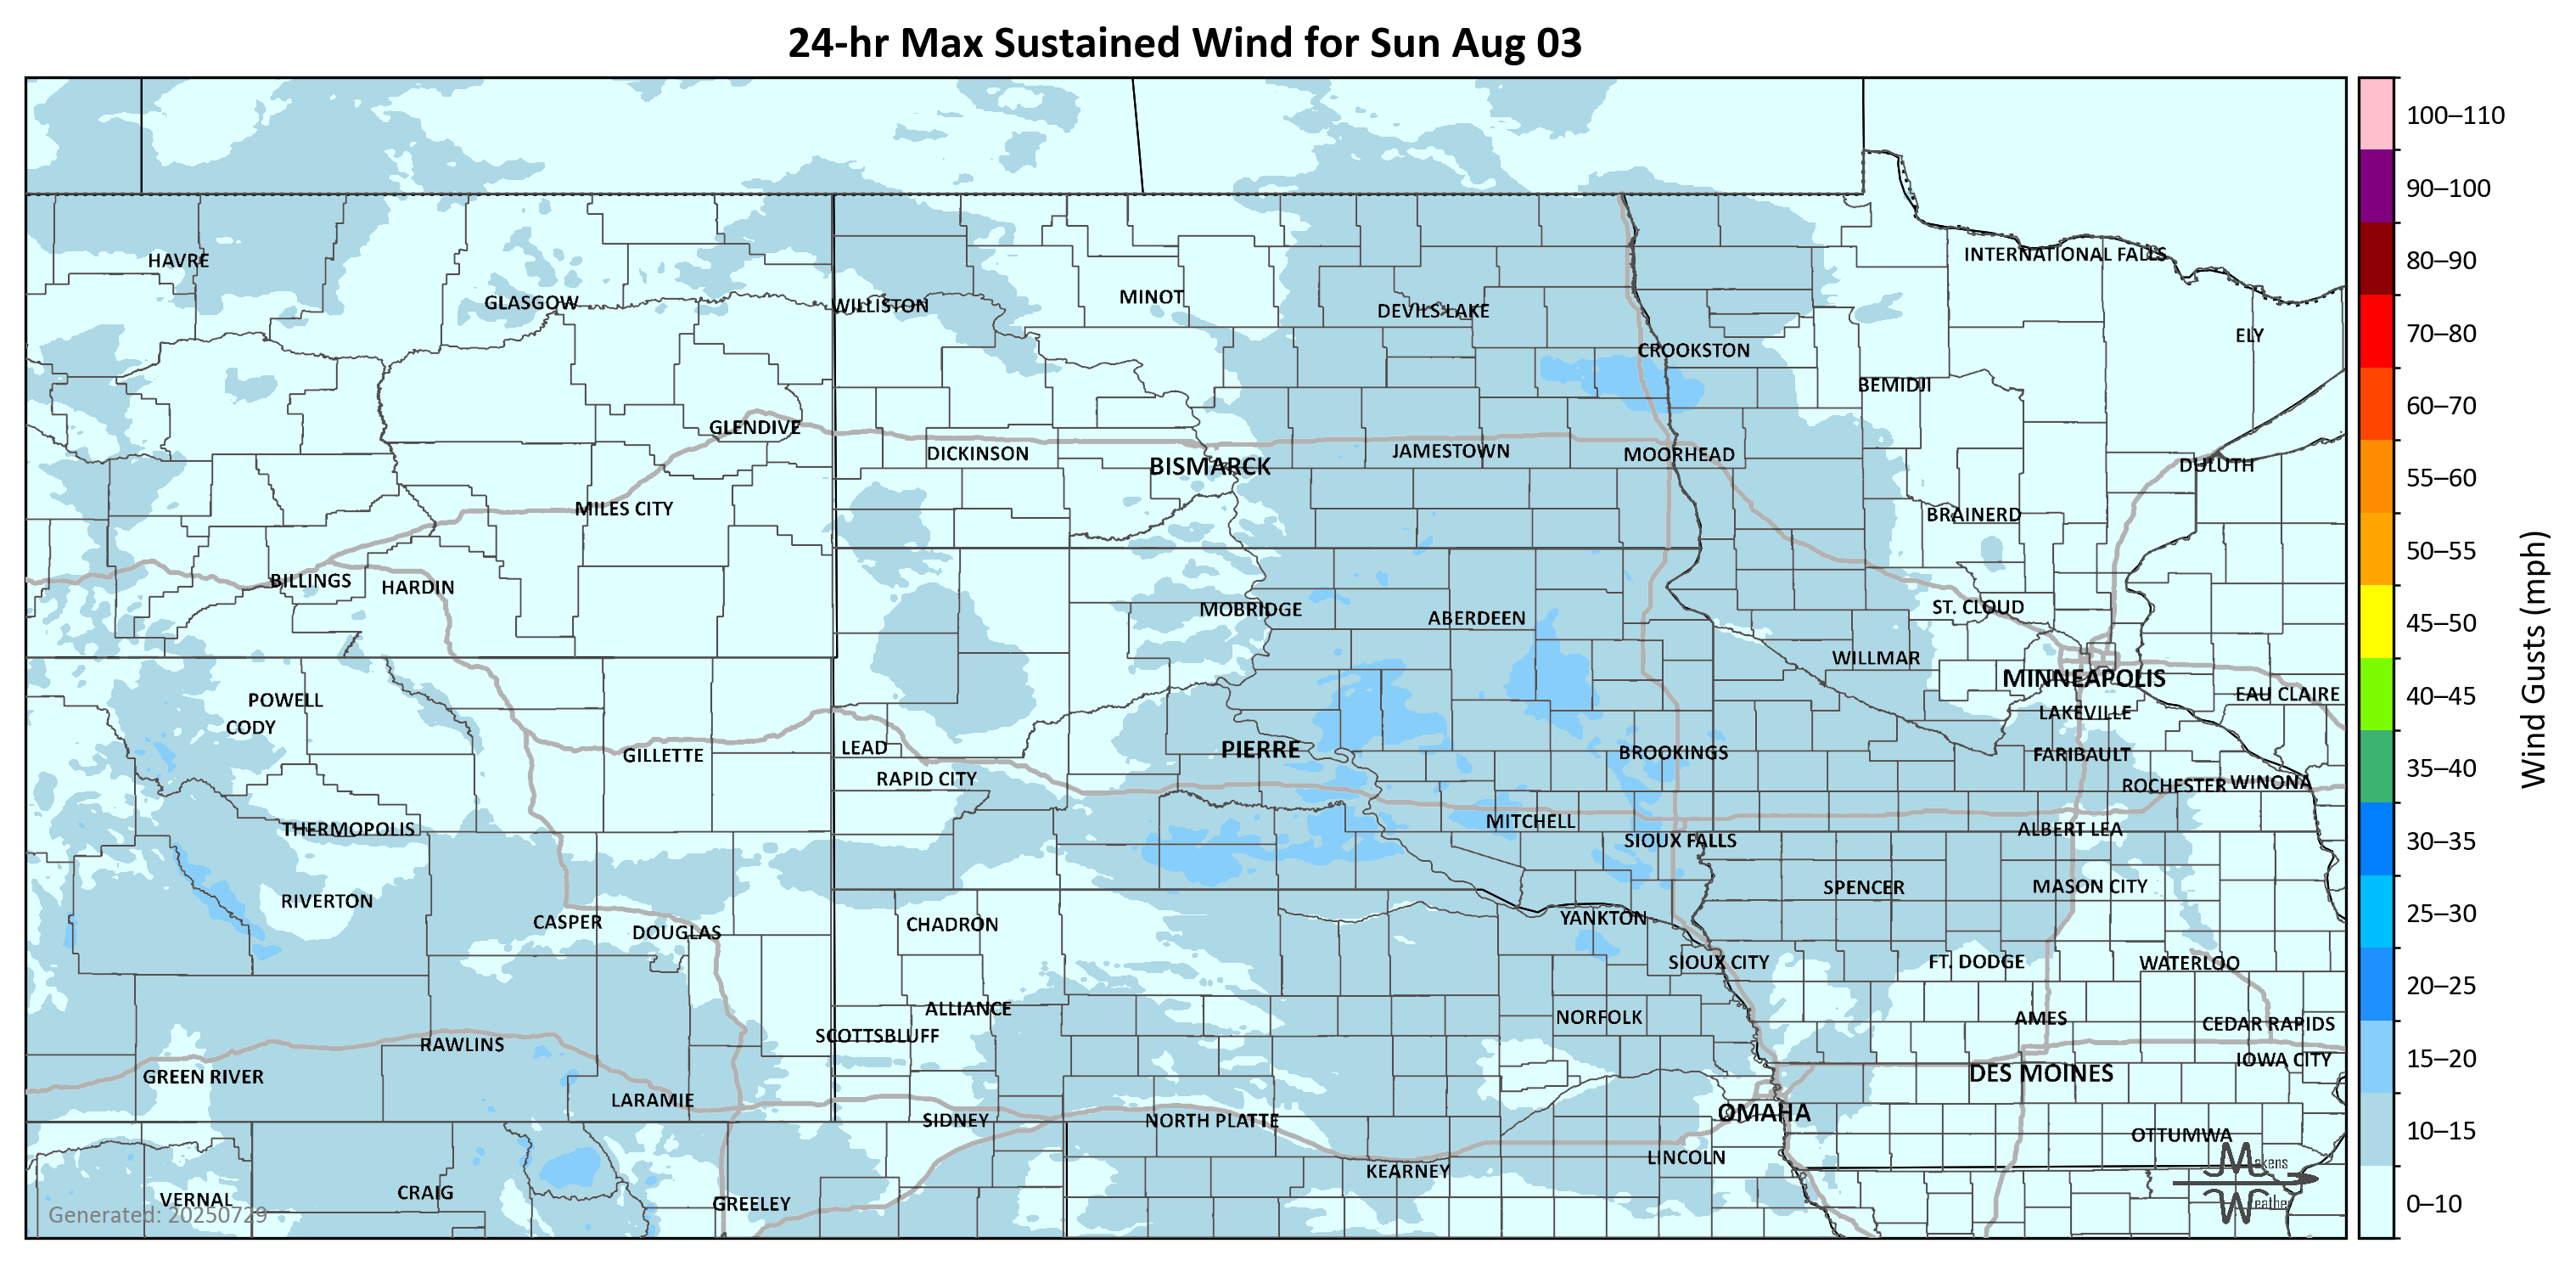 24-hr Max Sustained Wind for Sun Aug 03
100–110
90–100
80–90
70–80
60–70
55–60
50–55
45–50
40–45
35–40
30–35
25–30
20–25
15–20
10–15
0–10
Wind Gusts (mph)
HAVRE
GLASGOW
WILLISTON
MINOT
DEVILS LAKE
INTERNATIONAL FALLS
CROOKSTON
ELY
BEMIDJI
GLENDIVE
DICKINSON
BISMARCK
JAMESTOWN
MOORHEAD
DULUTH
MILES CITY
BRAINERD
BILLINGS
HARDIN
MOBRIDGE
ABERDEEN
ST. CLOUD
WILLMAR
MINNEAPOLIS
EAU CLAIRE
POWELL
CODY
LAKEVILLE
GILLETTE
LEAD
RAPID CITY
PIERRE
BROOKINGS
FARIBAULT
ROCHESTER
WINONA
THERMOPOLIS
MITCHELL
SIOUX FALLS
ALBERT LEA
RIVERTON
CASPER
DOUGLAS
CHADRON
YANKTON
SPENCER
MASON CITY
SIOUX CITY
FT. DODGE
WATERLOO
ALLIANCE
SCOTTSBLUFF
NORFOLK
AMES
CEDAR RAPIDS
RAWLINS
IOWA CITY
GREEN RIVER
DES MOINES
LARAMIE
SIDNEY
NORTH PLATTE
OMAHA
OTTUMWA
KEARNEY
LINCOLN
VERNAL
CRAIG
GREELEY
Generated: 20250729
Makens
Weather